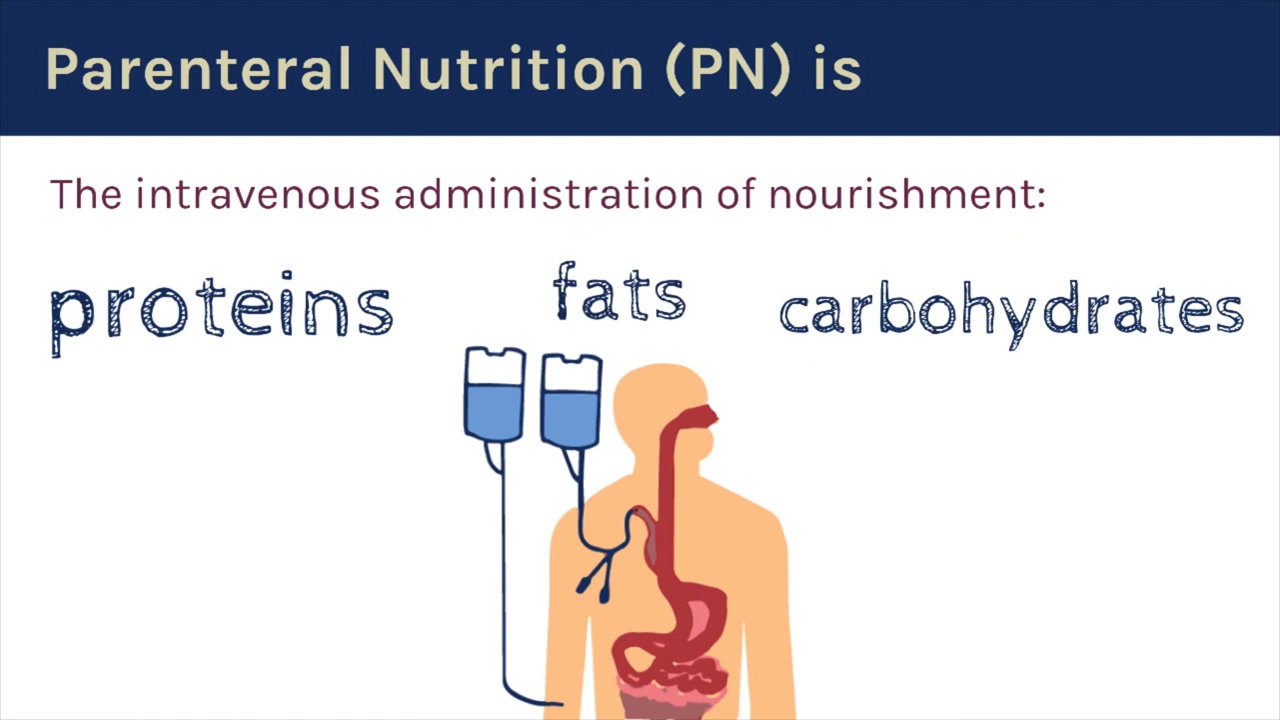 Parenteral Nutrition (PN) is
The intravenous administration of nourishment:
proteins fats carbohydrates